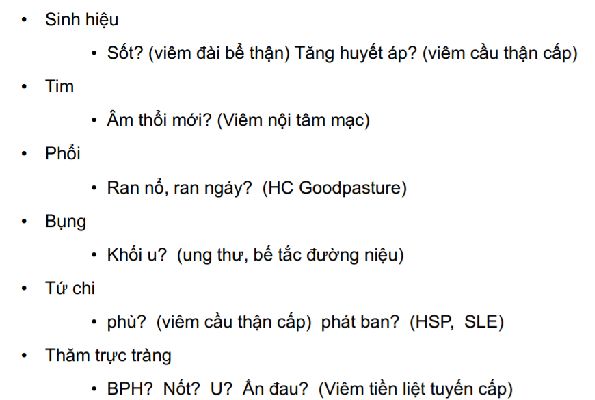 • Sinh hiệu
• Sốt? (viêm đài bể thận) Tăng huyết áp? (viêm cầu thận cấp)
• Tim
• Âm thổi mới? (Viêm nội tâm mạc)
• Phổi
• Ran nổ, ran ngáy? (HC Goodpasture)
• Bụng
• Khối u? (ung thư, bế tắc đường niệu)
• Tứ chi
• phù? (viêm cầu thận cấp) phát ban? (HSP, SLE)
• Thăm trực tràng
• BPH? Nốt? U? Ấn đau? (Viêm tiền liệt tuyến cấp)